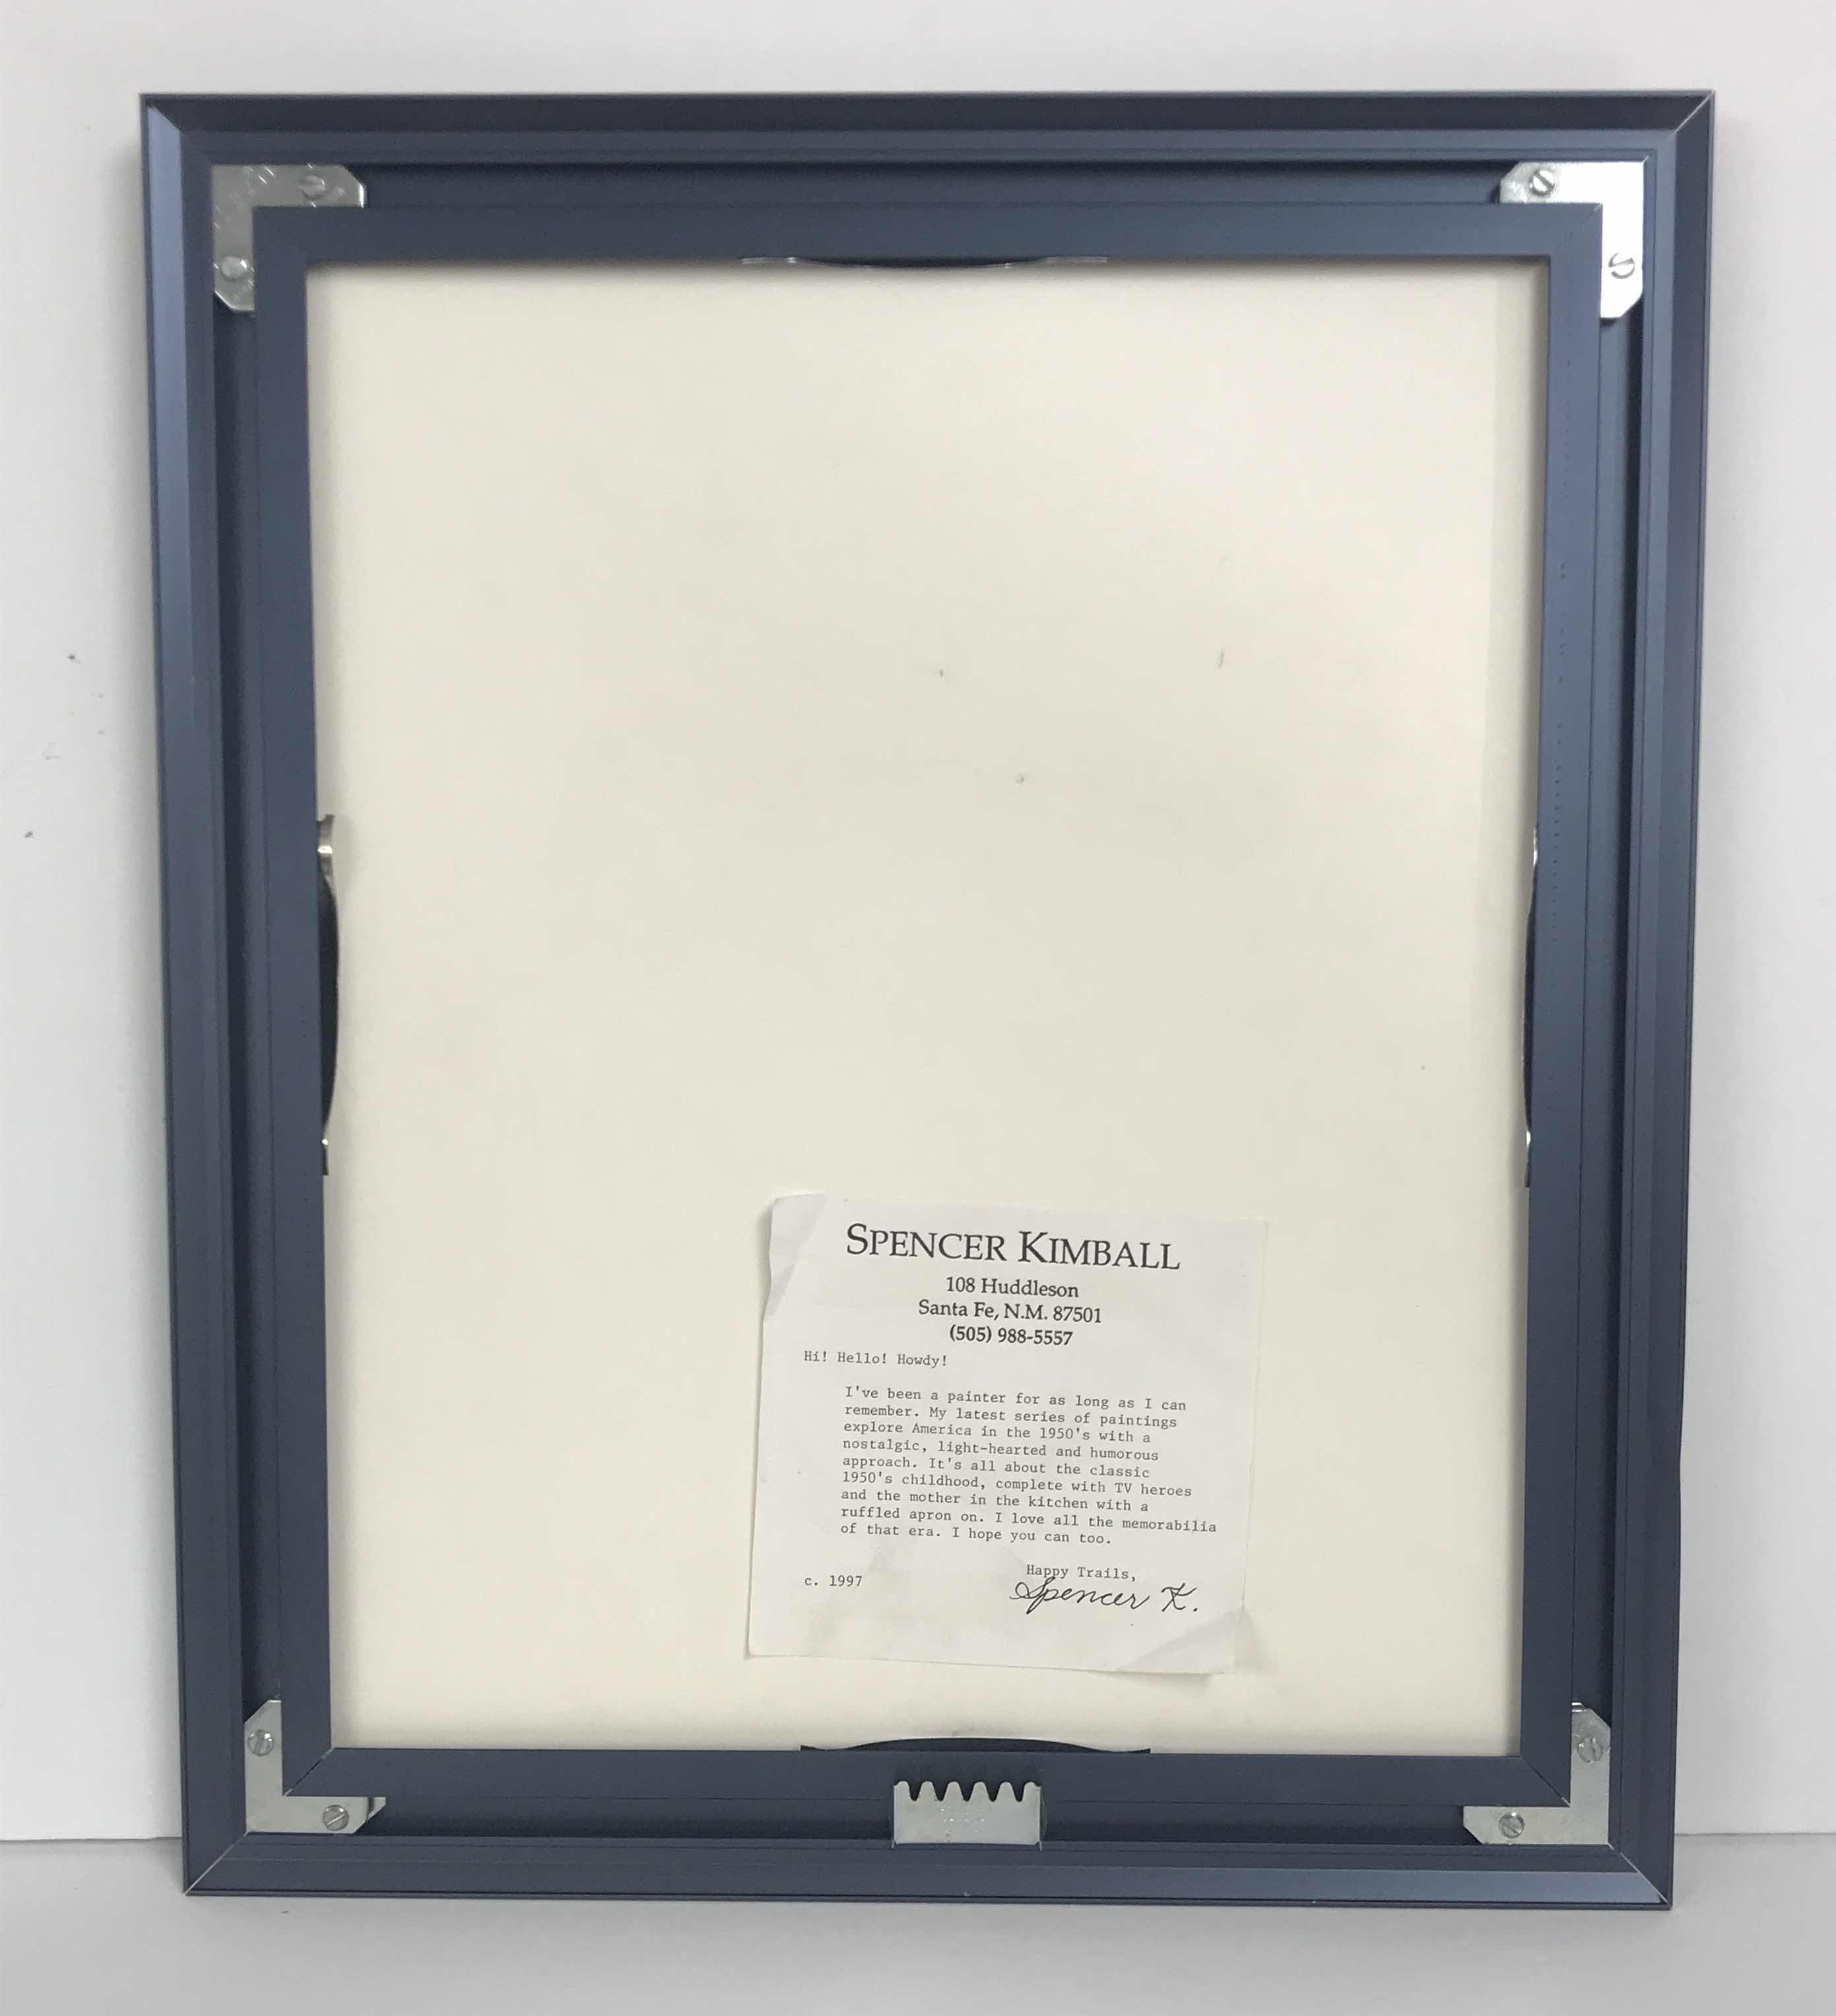 SPENCER KIMBALL
108 Huddleson
Santa Fe, N.M. 87501
(505) 988-5557
Hi! Hello! Howdy!
I've been a painter for as long as I can
remember. My latest series of paintings
explore America in the 1950's with a
nostalgic, light-hearted and humorous
approach. It's all about the classic
1950's childhood, complete with TV heroes
and the mother in the kitchen with a
ruffled apron on. I love all the memorabilia
of that era. I hope you can too.
Happy Trails,
c. 1997
Spencer K.